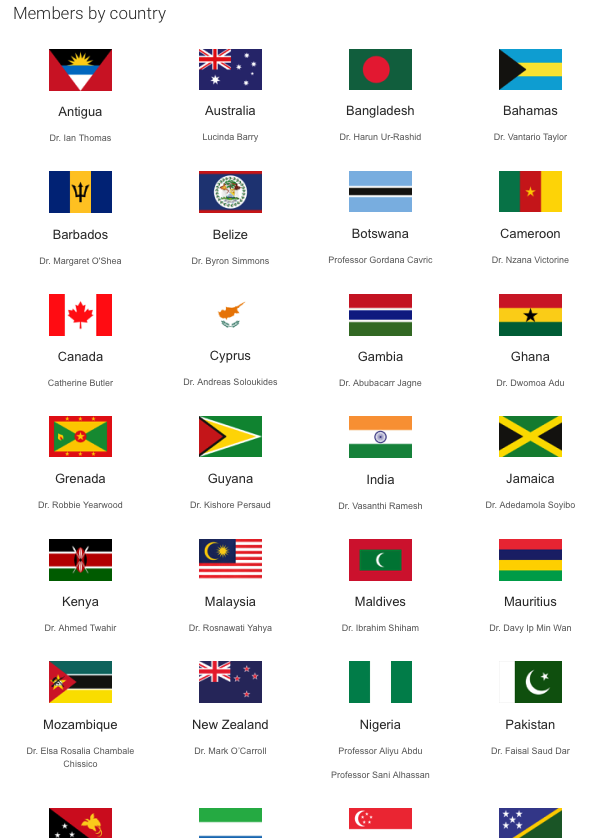 Members by country
Antigua
Australia
Bangladesh
Bahamas
Dr. Ian Thomas
Lucinda Barry
Dr. Harun Ur-Rashid
Dr. Vantario Taylor
Barbados
Belize
Botswana
Cameroon
Dr. Margaret O'Shea
Dr. Byron Simmons
Professor Gordana Cavric
Dr. Nzana Victorine
Canada
Cyprus
Gambia
Ghana
Catherine Butler
Dr. Andreas Soloukides
Dr. Abubacarr Jagne
Dr. Dwomoa Adu
Grenada
Guyana
India
Jamaica
Dr. Robbie Yearwood
Dr. Kishore Persaud
Dr. Vasanthi Ramesh
Dr. Adedamola Soyibo
Kenya
Malaysia
Maldives
Mauritius
Dr. Ahmed Twahir
Dr. Rosnawati Yahya
Dr. Ibrahim Shiham
Dr. Davy Ip Min Wan
Mozambique
New Zealand
Nigeria
Pakistan
Dr. Elsa Rosalia Chambale
Chissico
Dr. Mark O'Carroll
Professor Aliyu Abdu
Professor Sani Alhassan
Dr. Faisal Saud Dar